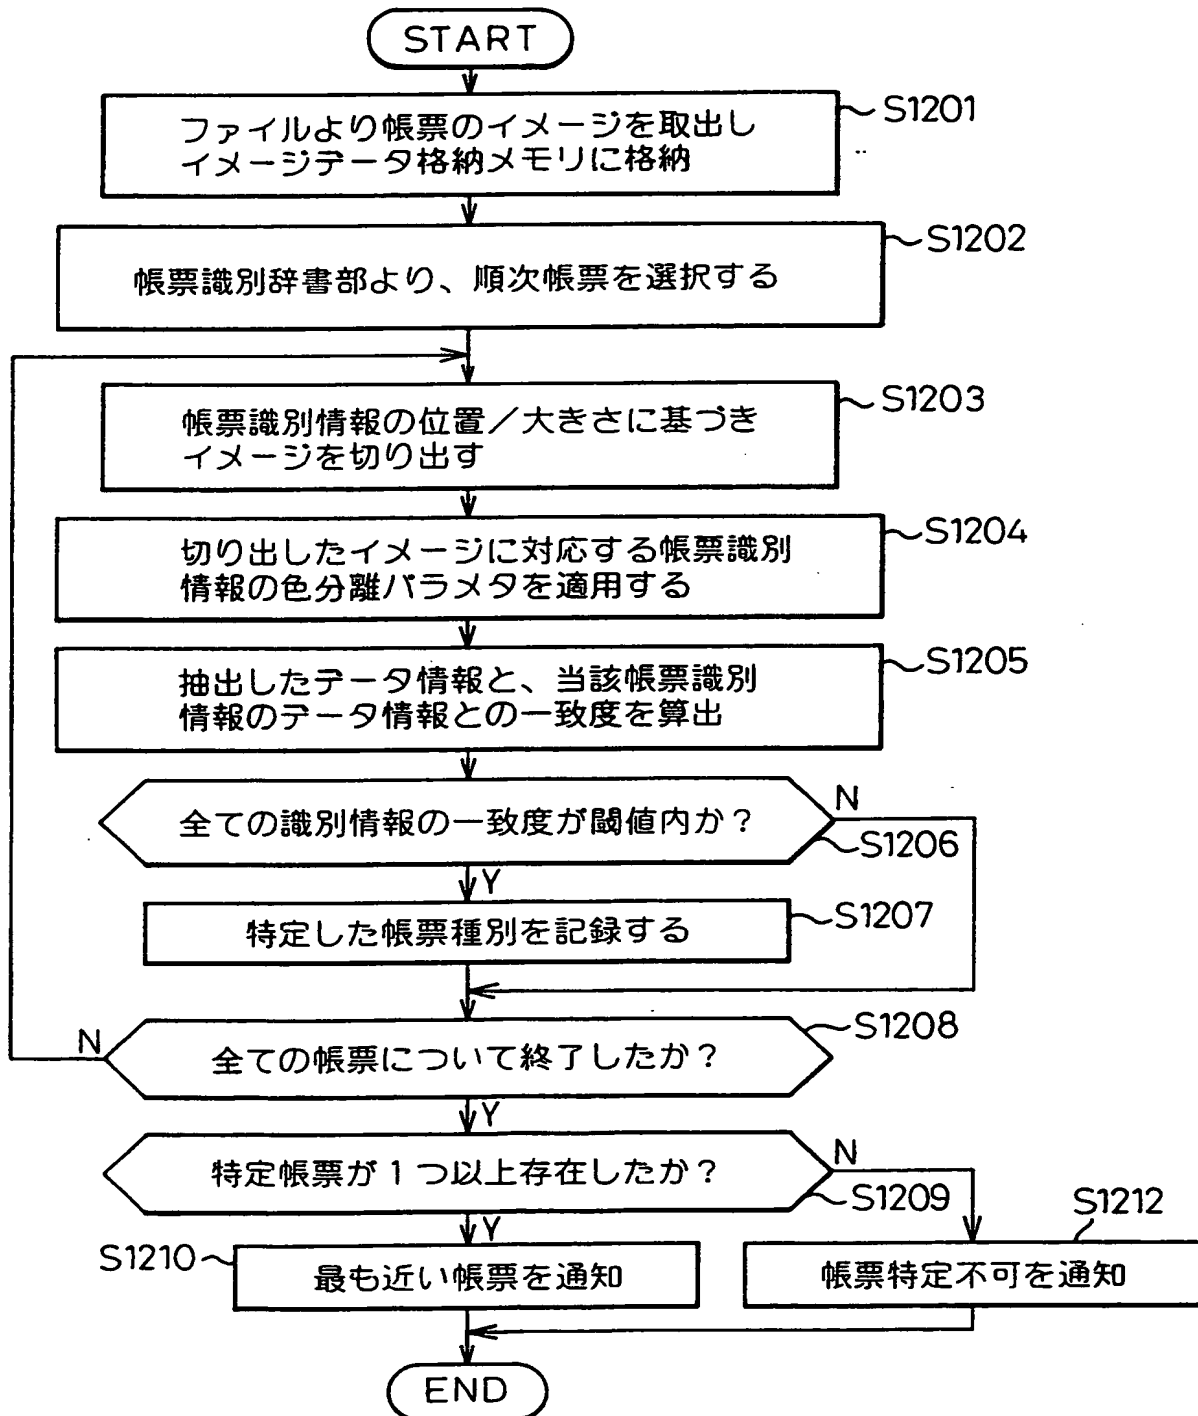 START
S1201
ファイルより帳票のイメージを取出し
イメージデータ格納メモリに格納
S1202
帳票識別辞書部より、順次帳票を選択する
S1203
帳票識別情報の位置／大きさに基づき
イメージを切り出す
S1204
切り出したイメージに対応する帳票識別
情報の色分離パラメタを適用する
S1205
抽出したデータ情報と、当該帳票識別
情報のデータ情報との一致度を算出
全ての識別情報の一致度が閾値内か？
N
S1206
Y
S1207
特定した帳票種別を記録する
S1208
N
全ての帳票について終了したか？
Y
特定帳票が１つ以上存在したか？
N
S1209
Y
S1212
S1210
最も近い帳票を通知
帳票特定不可を通知
END